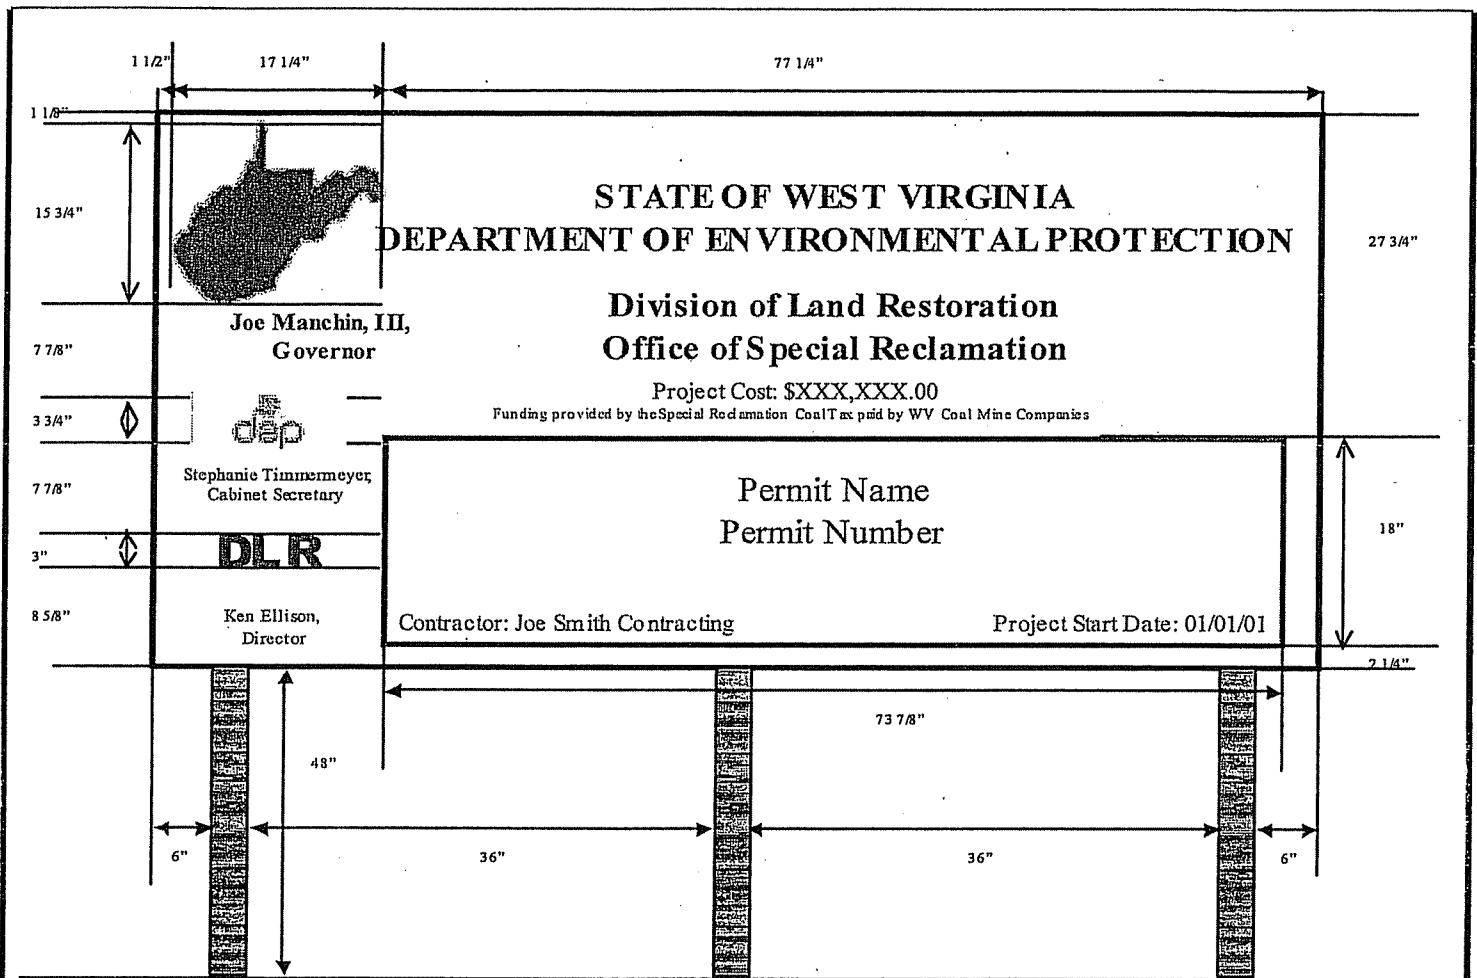 1 1/2"
17 1/4"
77 1/4"
1 1/8"
15 3/4"
STATE OF WEST VIRGINIA
DEPARTMENT OF ENVIRONMENTAL PROTECTION
27 3/4"
Division of Land Restoration
Office of Special Reclamation
Joe Manchin, III,
Governor
7 7/8"
Project Cost: $XXX,XXX.00
Funding provided by the Special Reclamation Coal Tax paid by WV Coal Mine Companies
3 3/4"
dep
Stephanie Timmermeyer,
Cabinet Secretary
7 7/8"
Permit Name
Permit Number
18"
DLR
3"
8 5/8"
Ken Ellison,
Director
Contractor: Joe Smith Contracting
Project Start Date: 01/01/01
2 1/4"
73 7/8"
48"
6"
36"
36"
6"